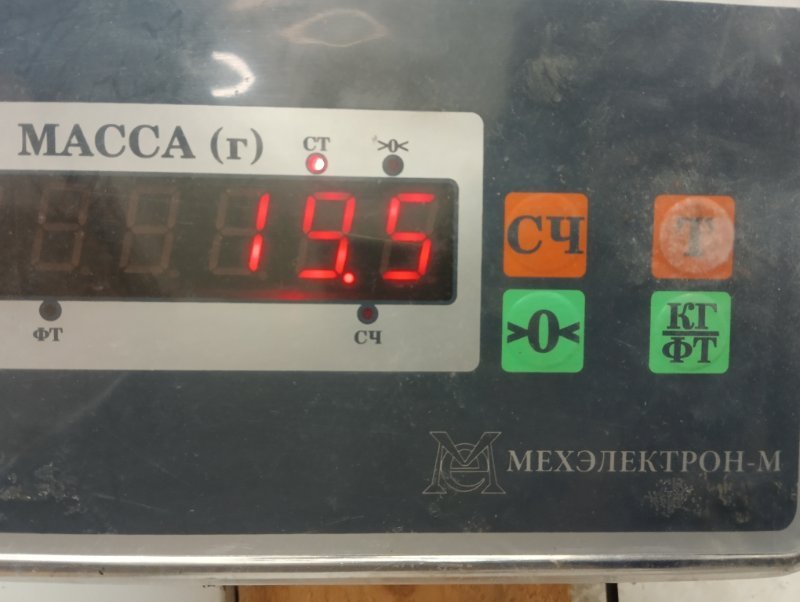 МАССА (г)
СТ
>0<
19.5
ФТ
СЧ
СЧ
Т
>0<
КГ
ФТ
МЕХЭЛЕКТРОН-М